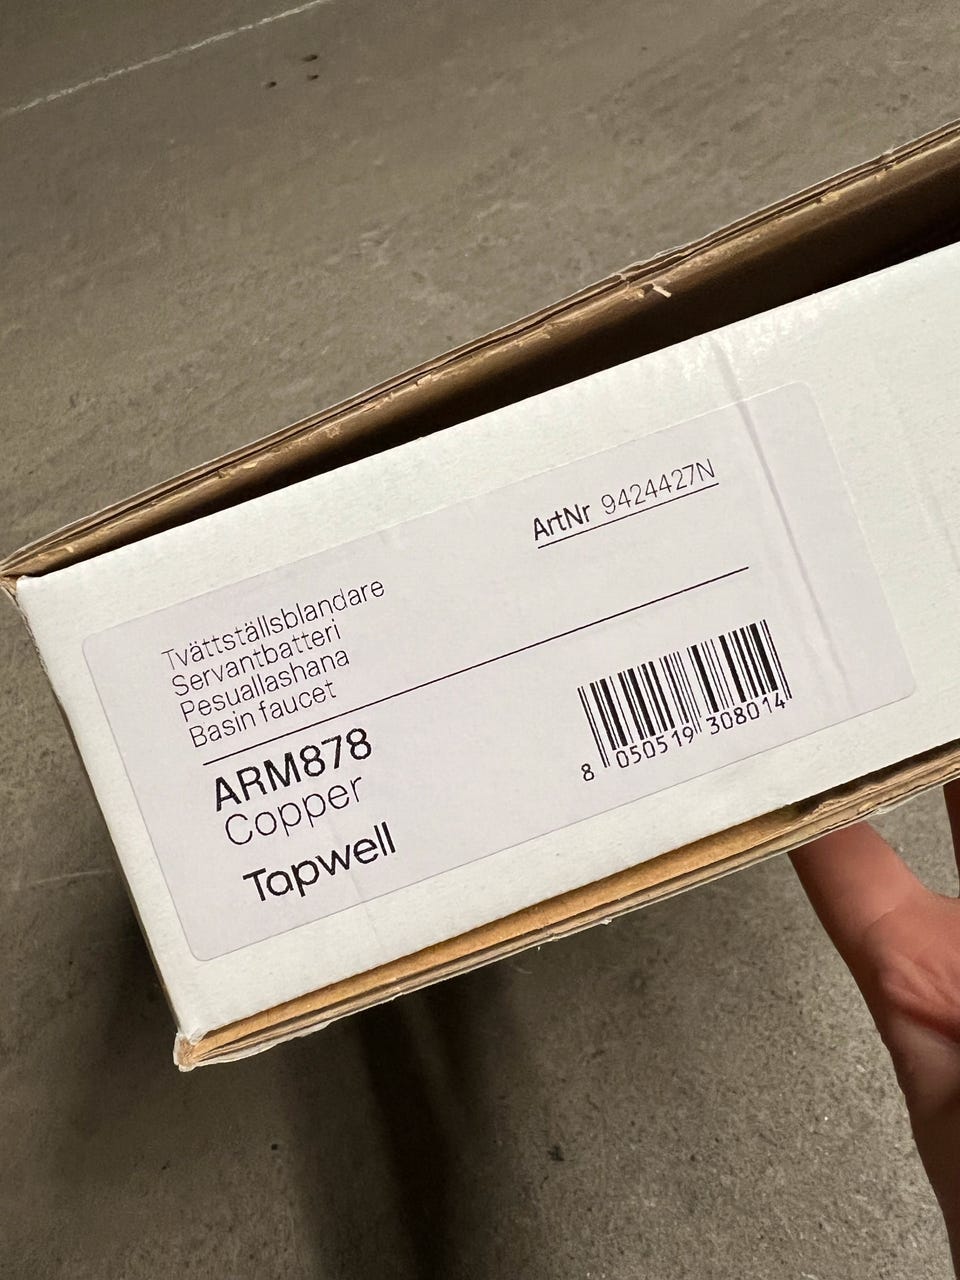 ArtNr 9424427N
Tvättställsblandare
Servantbatteri
Pesuallashana
Basin faucet
ARM878
Copper
Tapwell
8 050519 308014